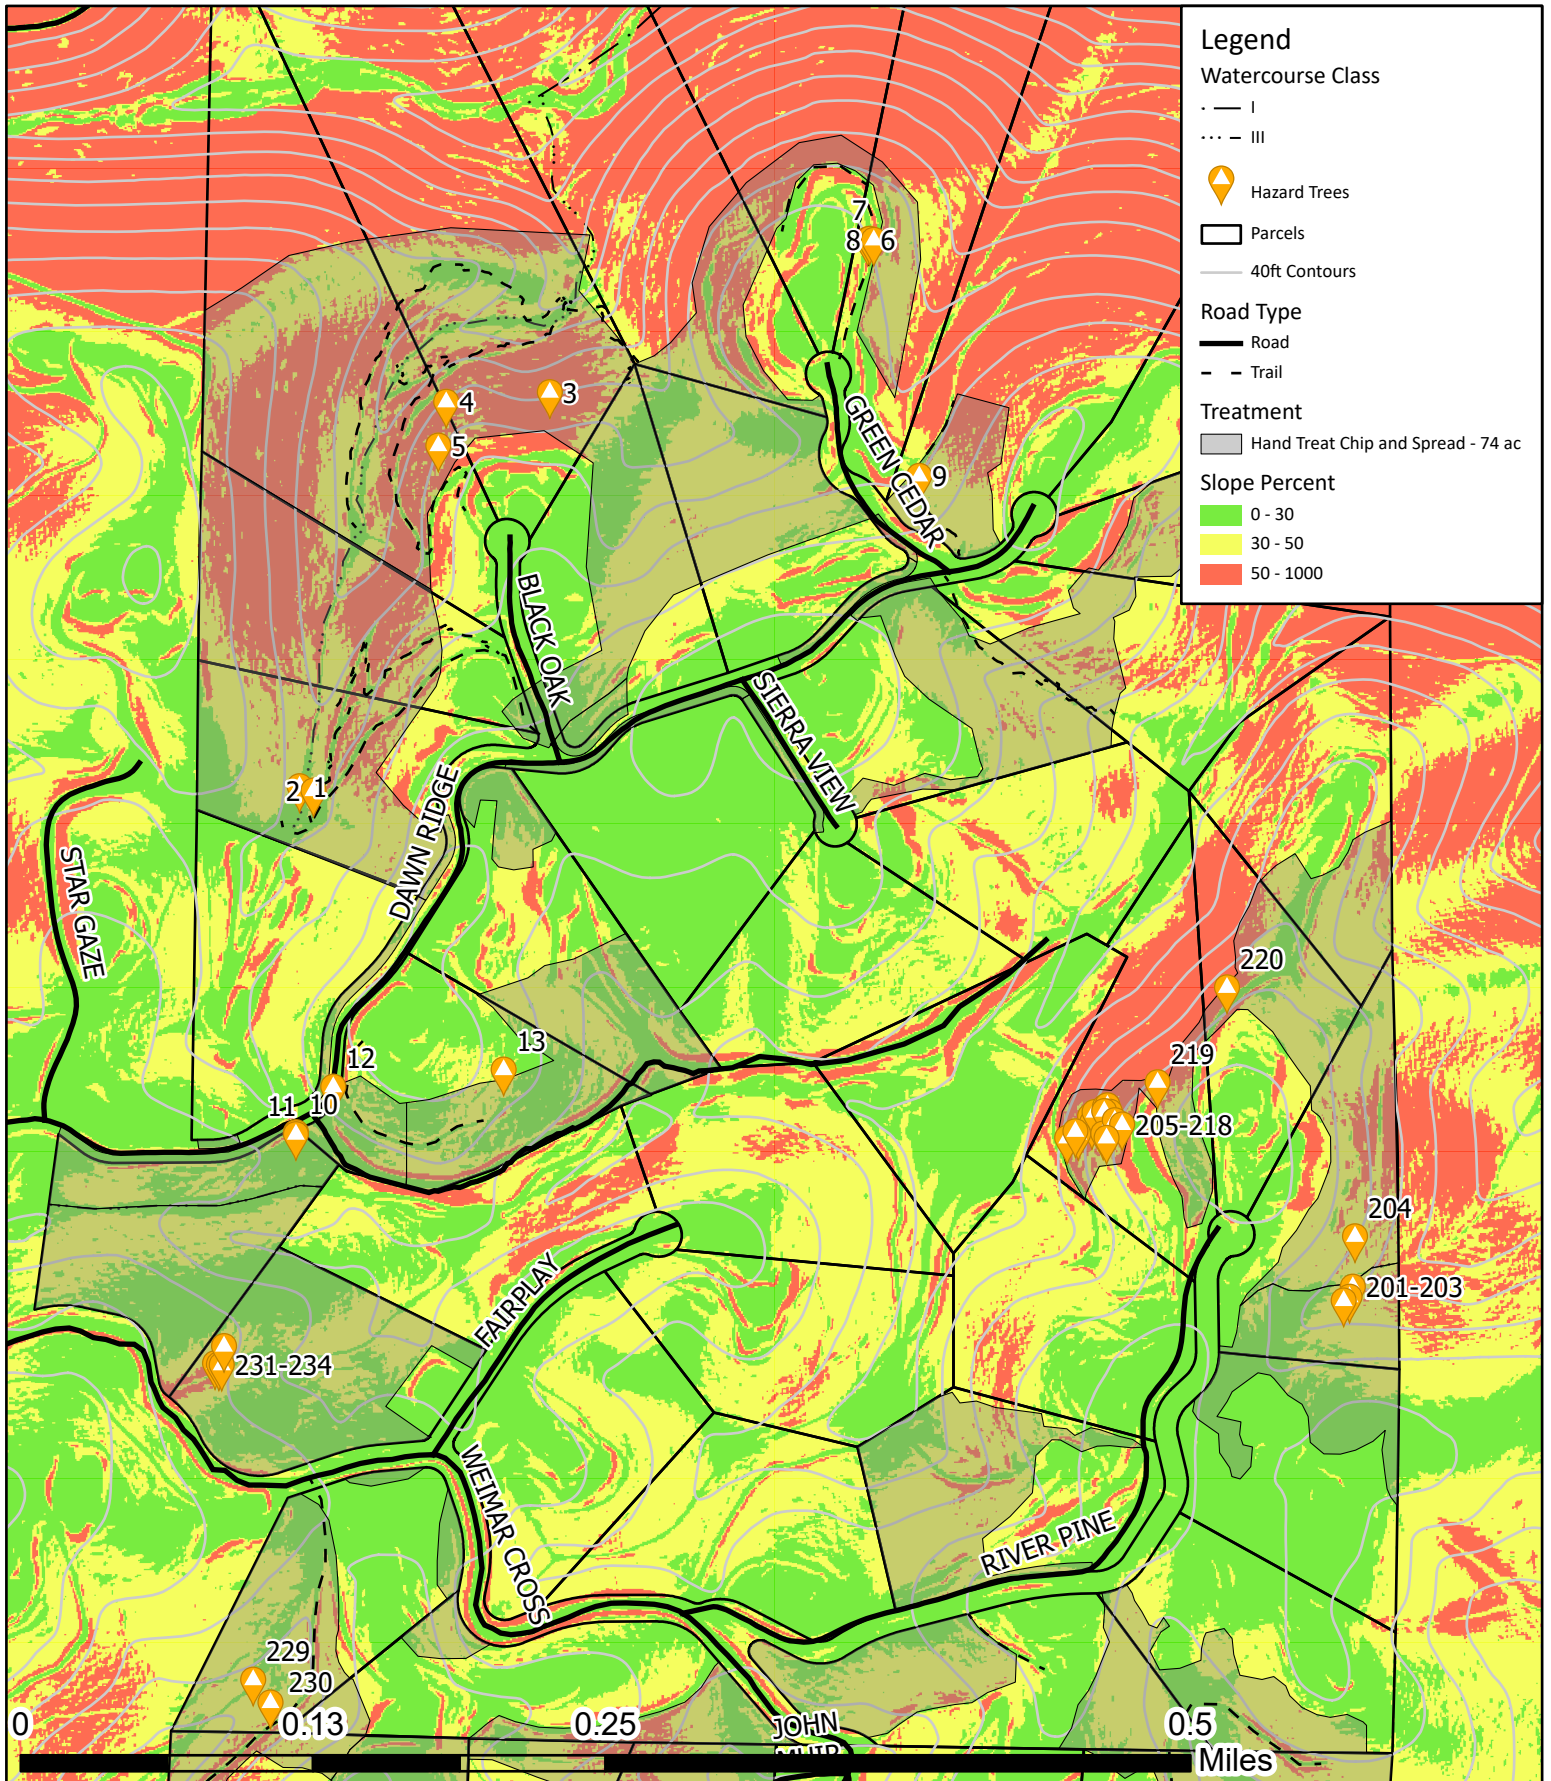 Legend
Watercourse Class
I
III
Hazard Trees
Parcels
40ft Contours
Road Type
Road
Trail
Treatment
Hand Treat Chip and Spread - 74 ac
Slope Percent
0 - 30
30 - 50
50 - 1000
7
8 6
4
3
5
GREEN CEDAR
9
BLACK OAK
SIERRA VIEW
2 1
DAWN RIDGE
STAR GAZE
220
13
12
219
11 10
205-218
204
201-203
FAIRPLAY
231-234
WEIMAR CROSS
RIVER PINE
229
230
0 0.13 0.25 0.5
JOHN
MUIR
Miles